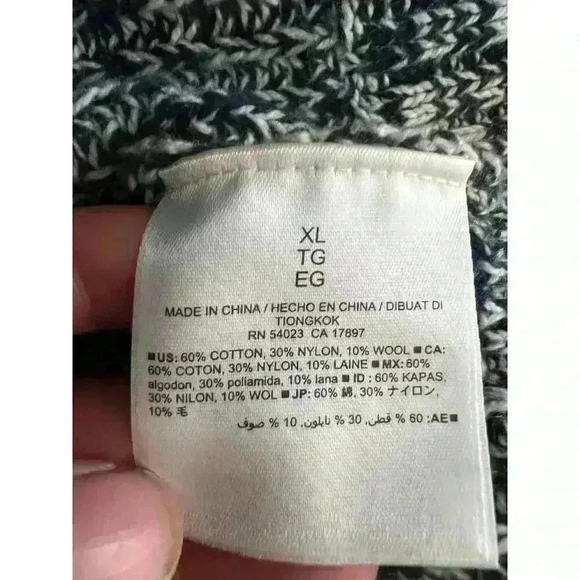 XL
TG
EG
MADE IN CHINA / HECHO EN CHINA / DIBUAT DI
TIONGKOK
RN 54023 CA 17897
■US: 60% COTTON, 30% NYLON, 10% WOOL ■ CA:
60% COTTON, 30% NYLON, 10% LAINE ■ MX: 60%
algodon, 30% poliamida, 10% lana ■ ID : 60% KAPAS,
30% NILON, 10% WOL ■ JP: 60% 綿, 30% ナイロン,
10% 毛
■AE: 60 % قطن, 30 % نايلون, 10 % صوف